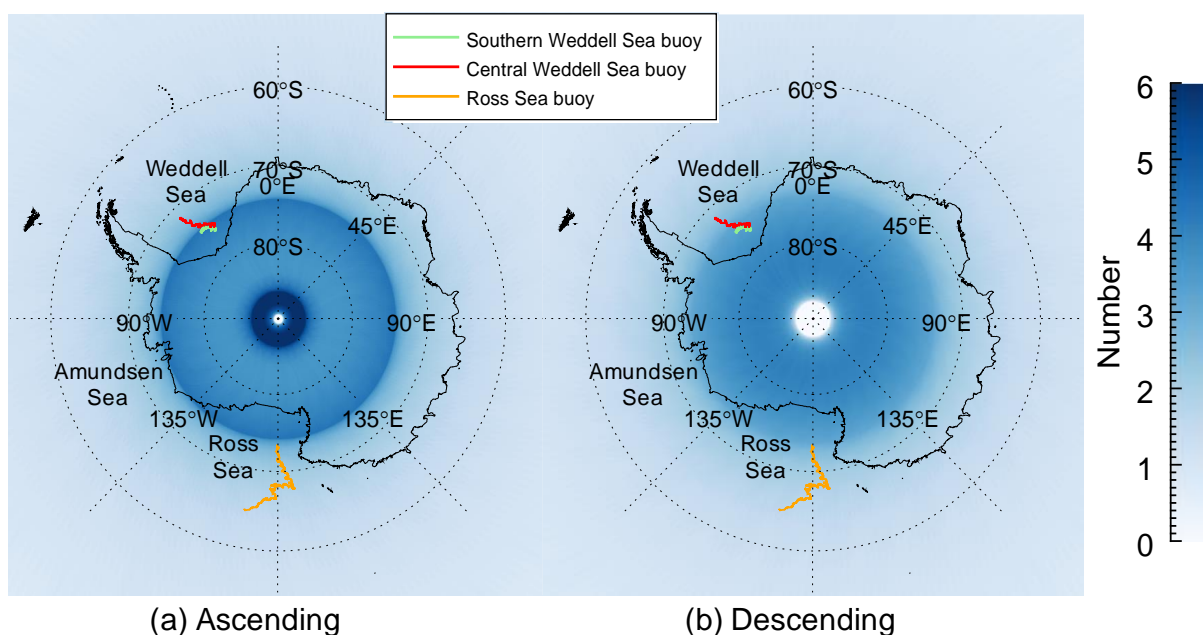 Southern Weddell Sea buoy
Central Weddell Sea buoy
Ross Sea buoy
60°S
Weddell
Sea
70°S
0°E
45°E
80°S
90°W
90°E
Amundsen
Sea
135°W
135°E
Ross
Sea
(a) Ascending
60°S
Weddell
Sea
70°S
0°E
45°E
80°S
90°W
90°E
Amundsen
Sea
135°W
135°E
Ross
Sea
(b) Descending
Number
6
5
4
3
2
1
0